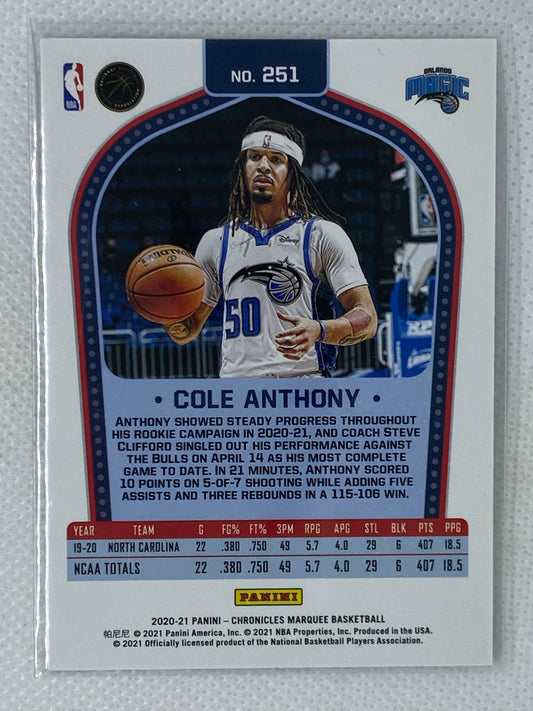 NO. 251
NBA
NATIONAL BASKETBALL ASSOCIATION
ORLANDO
MAGIC
SPALDING
Disney
50
• COLE ANTHONY •
ANTHONY SHOWED STEADY PROGRESS THROUGHOUT
HIS ROOKIE CAMPAIGN IN 2020-21, AND COACH STEVE
CLIFFORD SINGLED OUT HIS PERFORMANCE AGAINST
THE BULLS ON APRIL 14 AS HIS MOST COMPLETE
GAME TO DATE. IN 21 MINUTES, ANTHONY SCORED
10 POINTS ON 5-OF-7 SHOOTING WHILE ADDING FIVE
ASSISTS AND THREE REBOUNDS IN A 115-106 WIN.
YEAR TEAM G FG% FT% 3PM RPG APG STL BLK PTS PPG
19-20 NORTH CAROLINA 22 .380 .750 49 5.7 4.0 29 6 407 18.5
NCAA TOTALS 22 .380 .750 49 5.7 4.0 29 6 407 18.5
PANINI
2020-21 PANINI – CHRONICLES MARQUEE BASKETBALL
帕尼尼 © 2021 Panini America, Inc. © 2021 NBA Properties, Inc. Produced in the USA.
© 2021 Officially licensed product of the National Basketball Players Association.